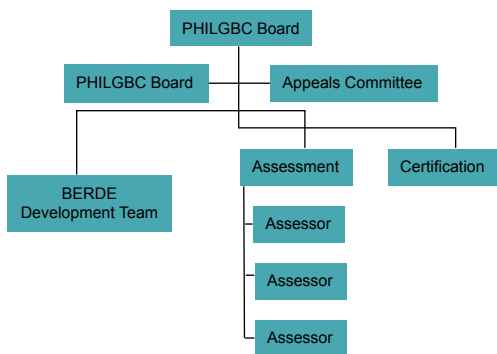 PHILGBC Board
PHILGBC Board
Appeals Committee
Assessment
Certification
BERDE
Development Team
Assessor
Assessor
Assessor